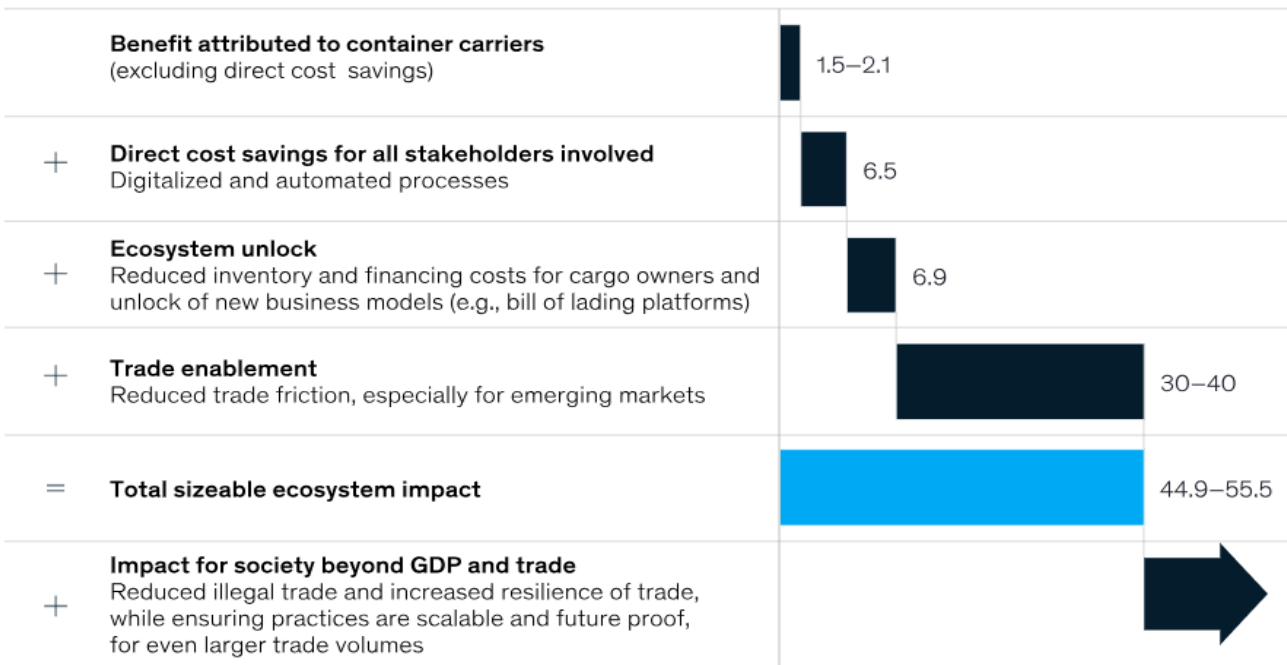 Benefit attributed to container carriers
(excluding direct cost savings)
1.5–2.1
+
Direct cost savings for all stakeholders involved
Digitalized and automated processes
6.5
+
Ecosystem unlock
Reduced inventory and financing costs for cargo owners and
unlock of new business models (e.g., bill of lading platforms)
6.9
+
Trade enablement
Reduced trade friction, especially for emerging markets
30–40
=
Total sizeable ecosystem impact
44.9–55.5
+
Impact for society beyond GDP and trade
Reduced illegal trade and increased resilience of trade,
while ensuring practices are scalable and future proof,
for even larger trade volumes